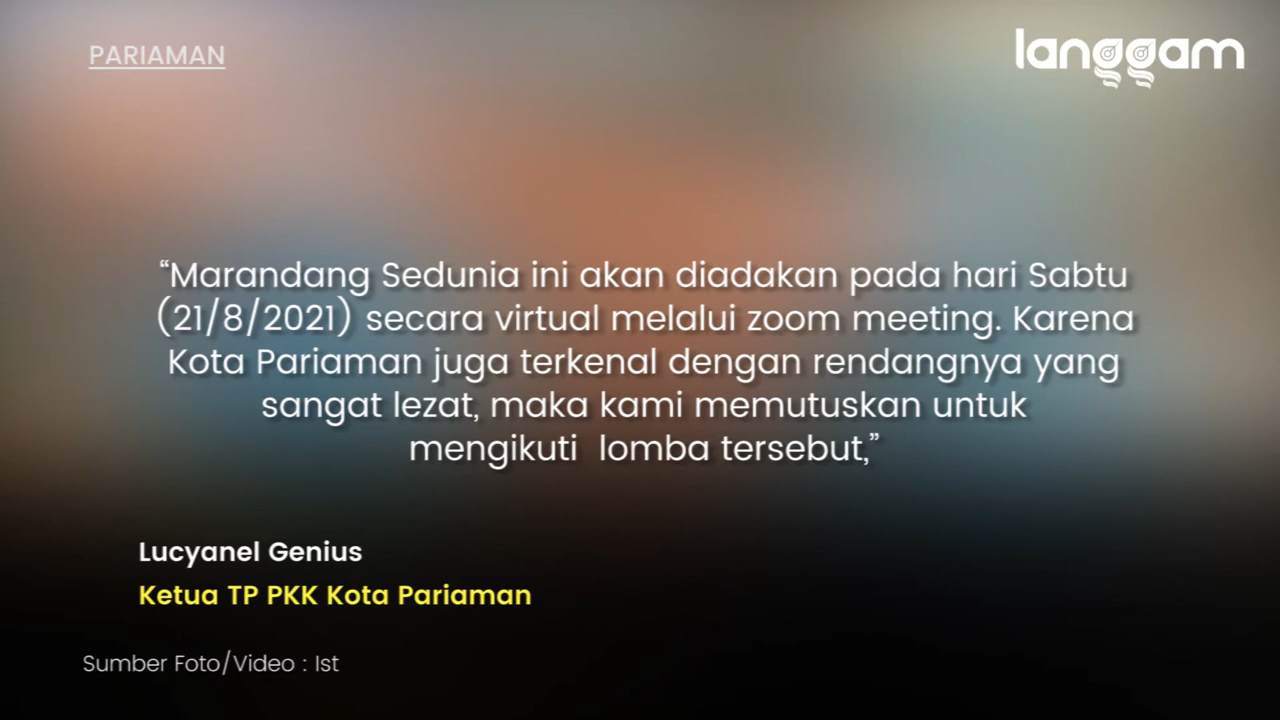 PARIAMAN
langgam
“Marandang Sedunia ini akan diadakan pada hari Sabtu
(21/8/2021) secara virtual melalui zoom meeting. Karena
Kota Pariaman juga terkenal dengan rendangnya yang
sangat lezat, maka kami memutuskan untuk
mengikuti  lomba tersebut,”
Lucyanel Genius
Ketua TP PKK Kota Pariaman
Sumber Foto/Video : Ist